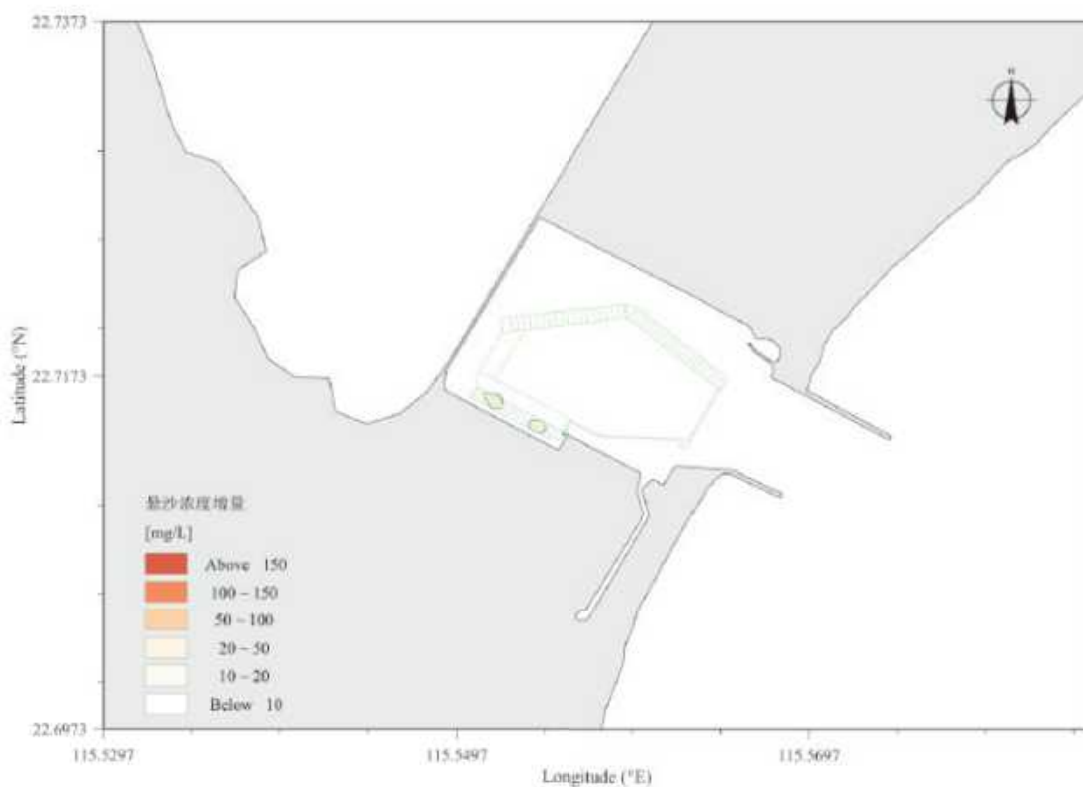 22.7373
N
22.7173
Latitude (°N)
悬沙浓度增量
[mg/L]
Above 150
100 ~ 150
50 ~ 100
20 ~ 50
10 ~ 20
Below 10
22.6973
115.5297
115.5497
115.5697
Longitude (°E)